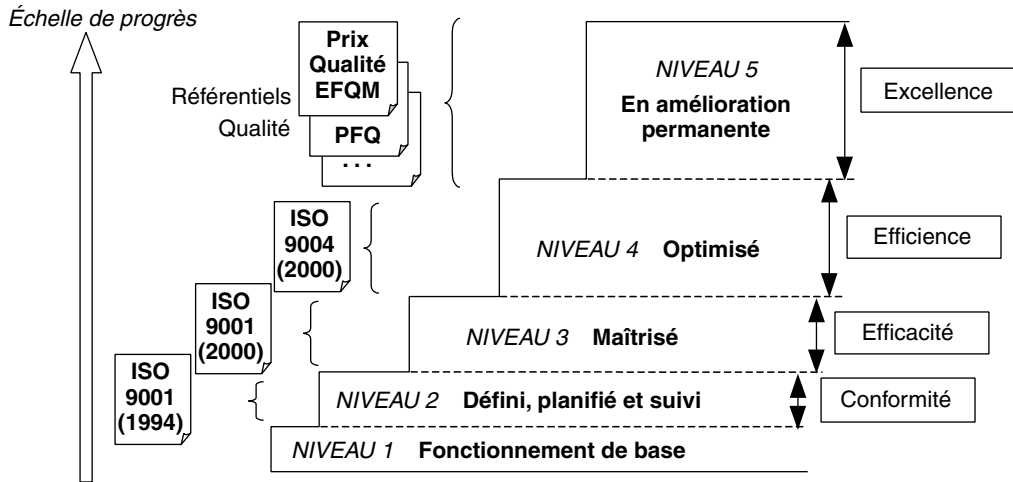 Échelle de progrès
Prix
Qualité
EFQM
Référentiels
Qualité
PFQ
...
NIVEAU 5
En amélioration
permanente
Excellence
ISO
9004
(2000)
NIVEAU 4 Optimisé
Efficience
ISO
9001
(2000)
NIVEAU 3 Maîtrisé
Efficacité
ISO
9001
(1994)
NIVEAU 2 Défini, planifié et suivi
Conformité
NIVEAU 1 Fonctionnement de base